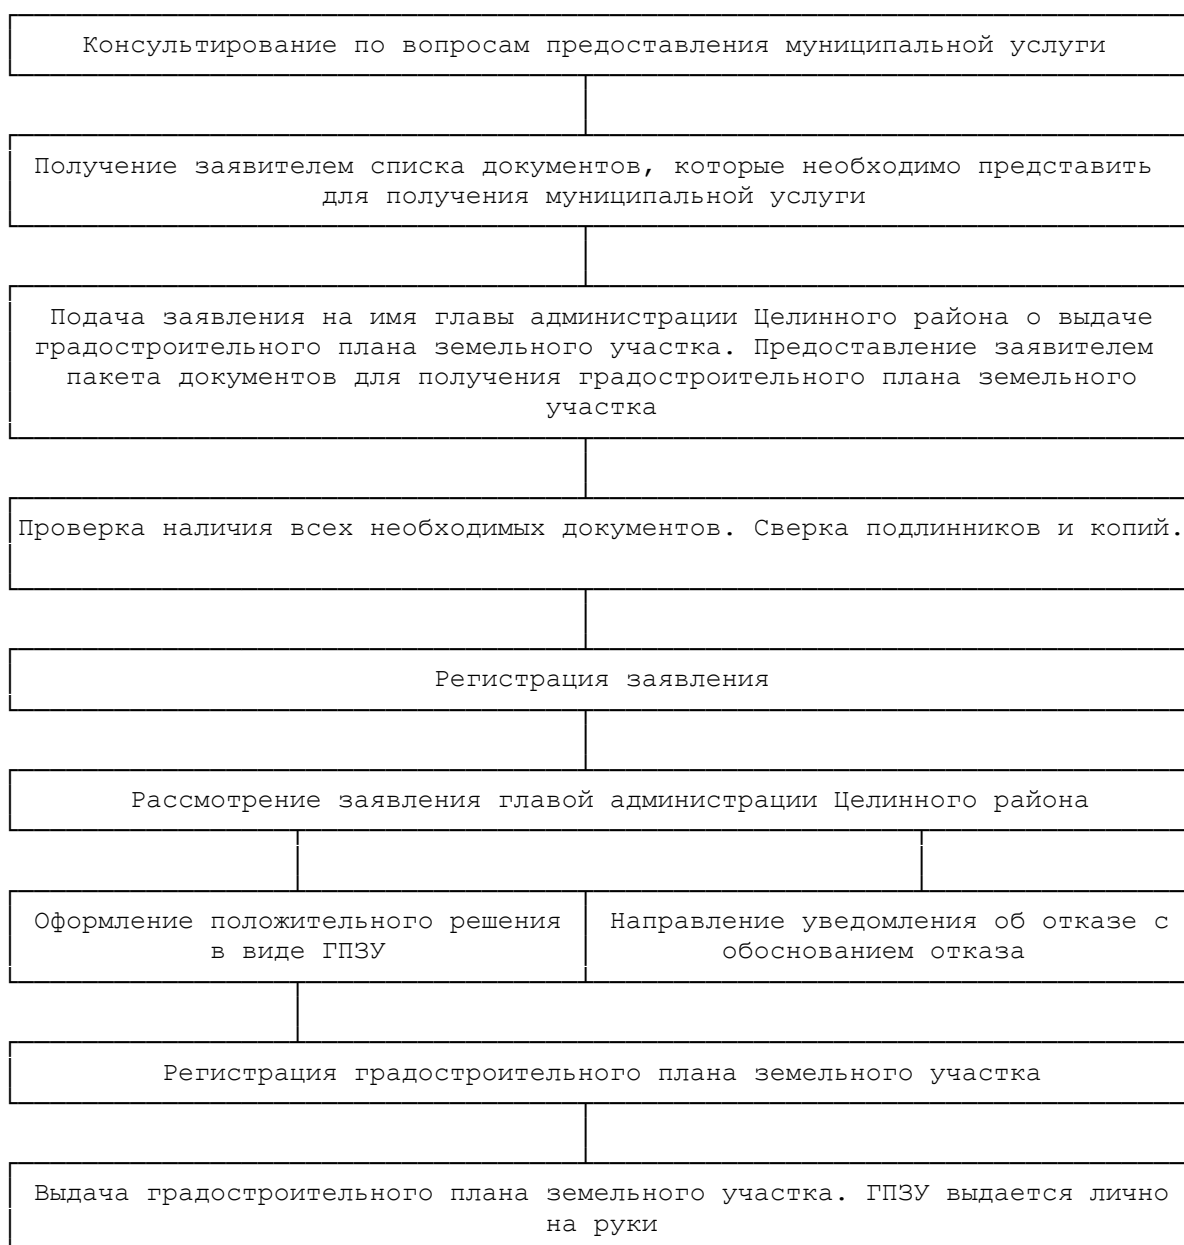 Консультирование по вопросам предоставления муниципальной услуги
Получение заявителем списка документов, которые необходимо представить
для получения муниципальной услуги
Подача заявления на имя главы администрации Целинного района о выдаче
градостроительного плана земельного участка. Предоставление заявителем
пакета документов для получения градостроительного плана земельного
участка
Проверка наличия всех необходимых документов. Сверка подлинников и копий.
Регистрация заявления
Рассмотрение заявления главой администрации Целинного района
Оформление положительного решения
в виде ГПЗУ
Направление уведомления об отказе с
обоснованием отказа
Регистрация градостроительного плана земельного участка
Выдача градостроительного плана земельного участка. ГПЗУ выдается лично
на руки